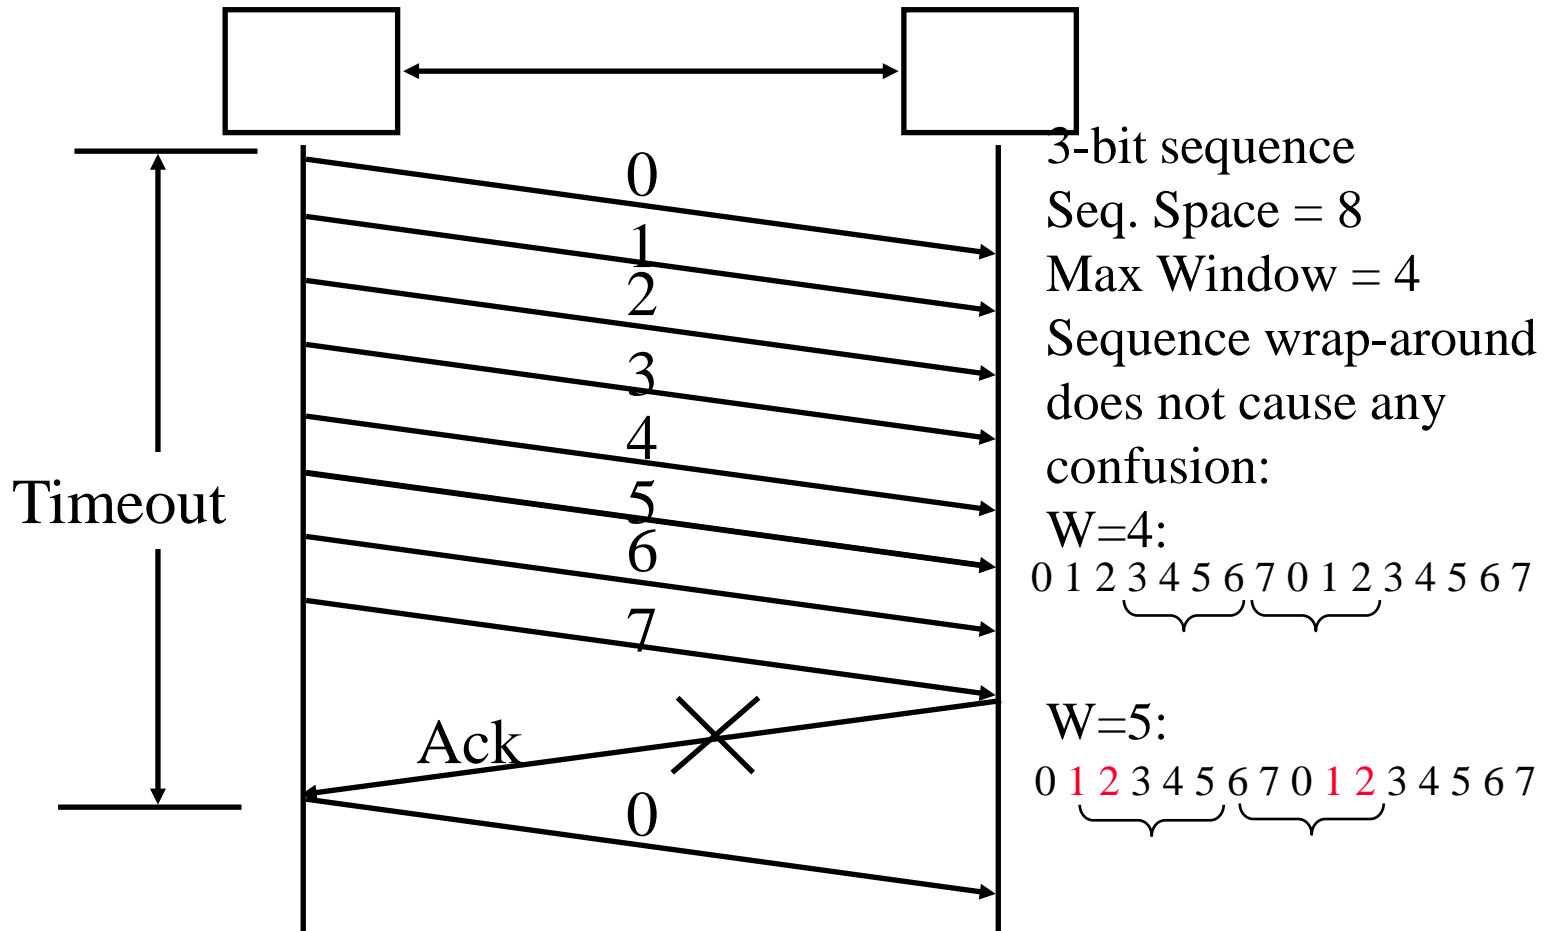 0
1
2
3
4
5
6
7
Timeout
Ack
0
3-bit sequence
Seq. Space = 8
Max Window = 4
Sequence wrap-around
does not cause any
confusion:
W=4:
0 1 2 3 4 5 6 7 0 1 2 3 4 5 6 7
W=5:
0 1 2 3 4 5 6 7 0 1 2 3 4 5 6 7